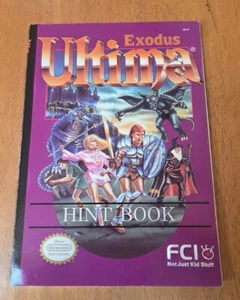 Exodus
Ultima®
HINT BOOK
FCI
Not Just Kid Stuff